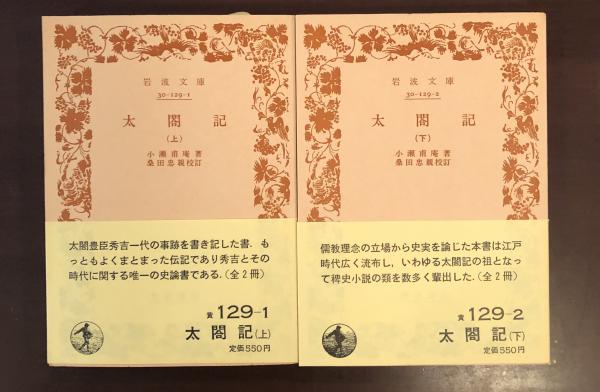 岩波文庫
30-129-1
太閤記
(上)
小瀬甫庵著
桑田忠親校訂
太閤豊臣秀吉一代の事跡を書き記した書.も
っともよくまとまった伝記であり秀吉とその
時代に関する唯一の史論書である.(全2冊)
黄 129-1
太閤記(上)
定価550円
岩波文庫
30-129-2
太閤記
(下)
小瀬甫庵著
桑田忠親校訂
儒教理念の立場から史実を論じた本書は江戸
時代広く流布し,いわゆる太閤記の祖となっ
て稗史小説の類を数多く輩出した.(全2冊)
黄 129-2
太閤記(下)
定価550円